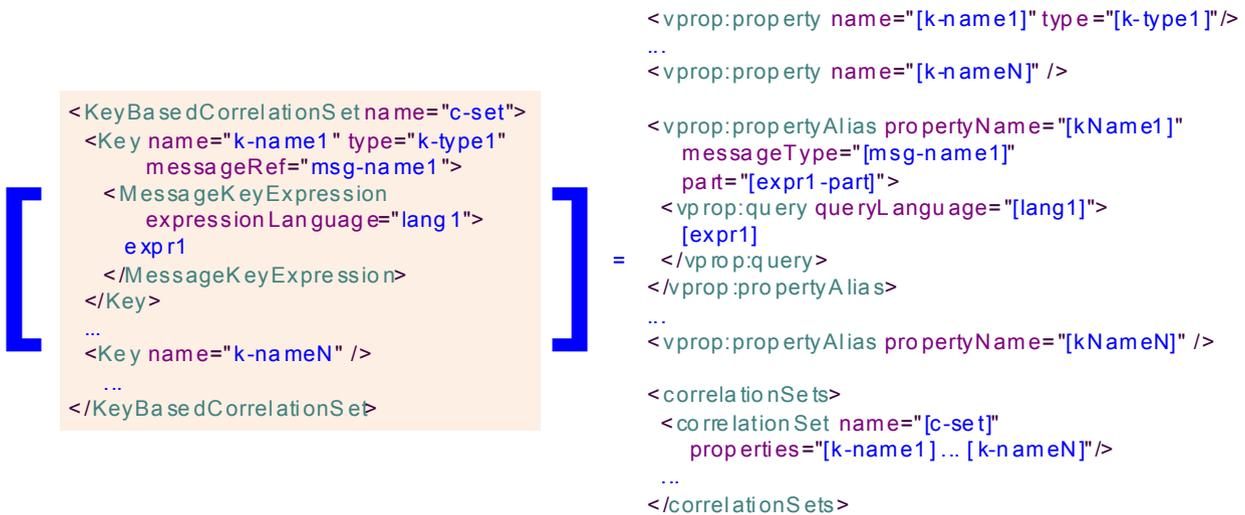 <KeyBasedCorrelationSet name="c-set">
<Key name="k-name1" type="k-type1"
messageRef="msg-name1">
<MessageKeyExpression
expressionLanguage="lang1">
expr1
</MessageKeyExpression>
</Key>
...
<Key name="k-nameN" />
...
</KeyBasedCorrelationSet>
=
<vprop:property name="[k-name1]" type="[k-type1]"/>
...
<vprop:property name="[k-nameN]" />
<vprop:propertyAlias propertyName="[kName1]"
messageType="[msg-name1]"
part="[expr1-part]">
<vprop:query queryLanguage="[lang1]">
[expr1]
</vprop:query>
</vprop:propertyAlias>
...
<vprop:propertyAlias propertyName="[kNameN]" />
<correlationSets>
<correlationSet name="[c-set]"
properties="[k-name1] ... [k-nameN]"/>
...
</correlationSets>